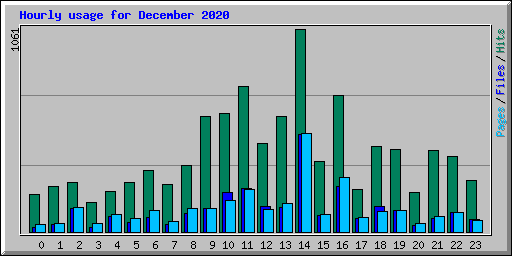 Hourly usage for December 2020
1061
Pages/Files/Hits
0 1 2 3 4 5 6 7 8 9 10 11 12 13 14 15 16 17 18 19 20 21 22 23